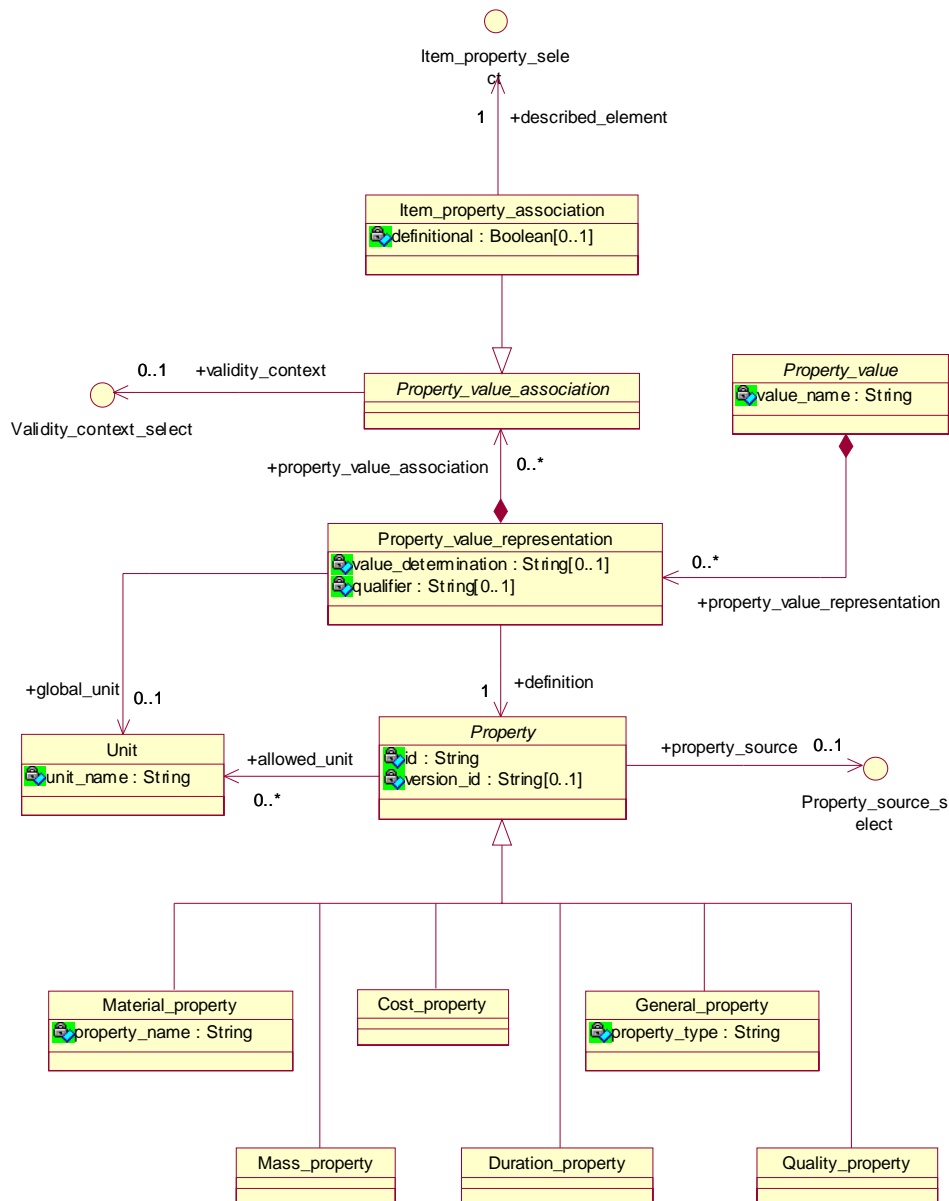 Item_property_sele
ct
1
+described_element
Item_property_association
definitional : Boolean[0..1]
0..1
+validity_context
Validity_context_select
Property_value_association
Property_value
value_name : String
+property_value_association
0..*
Property_value_representation
value_determination : String[0..1]
qualifier : String[0..1]
0..*
+property_value_representation
+global_unit
0..1
+definition
1
Unit
unit_name : String
+allowed_unit
0..*
Property
id : String
version_id : String[0..1]
+property_source
0..1
Property_source_s
elect
Material_property
property_name : String
Cost_property
General_property
property_type : String
Mass_property
Duration_property
Quality_property